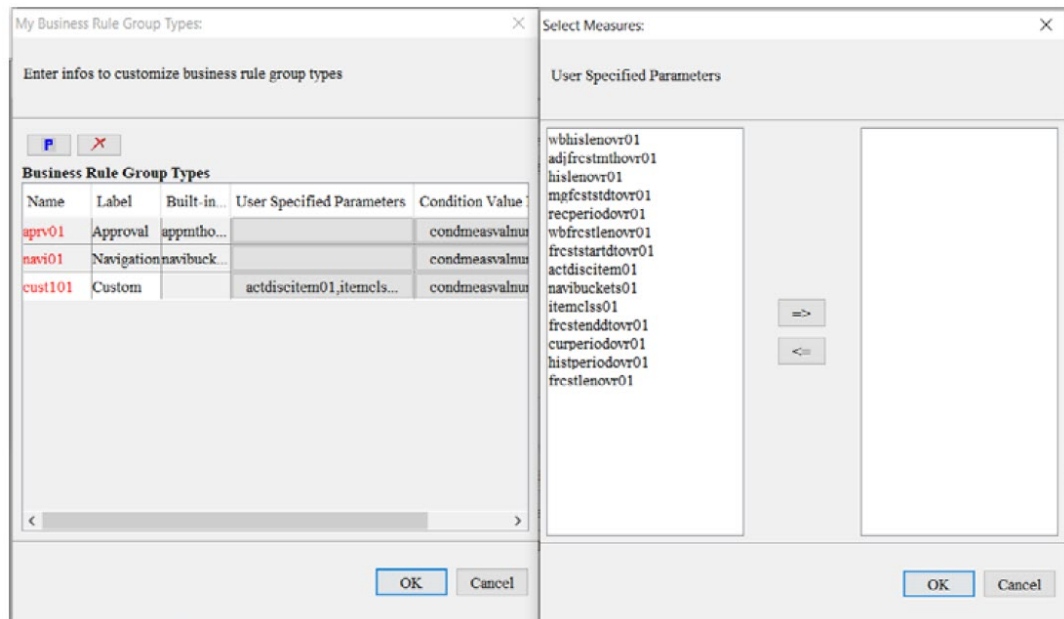 My Business Rule Group Types:
Enter infos to customize business rule group types
P
Business Rule Group Types
Name Label Built-in... User Specified Parameters Condition Value
aprv01 Approval appmtho... condmeasvalnu
navi01 Navigation navibuck... condmeasvalnu
cust101 Custom actdiscitem01,itemcls... condmeasvalnu
OK Cancel
Select Measures:
User Specified Parameters
wbhislenovr01
adjfrcstmthovr01
hislenovr01
mgfcststdtovr01
recperiodovr01
wbfrcstlenovr01
frcststartdtovr01
actdiscitem01
navibuckets01
itemclss01
frcstenddtovr01
curperiodovr01
histperiodovr01
frcstlenovr01
=>
<=
OK Cancel